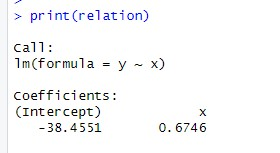 > print(relation)
Call:
lm(formula = y ~ x)
Coefficients:
(Intercept)            x
   -38.4551       0.6746